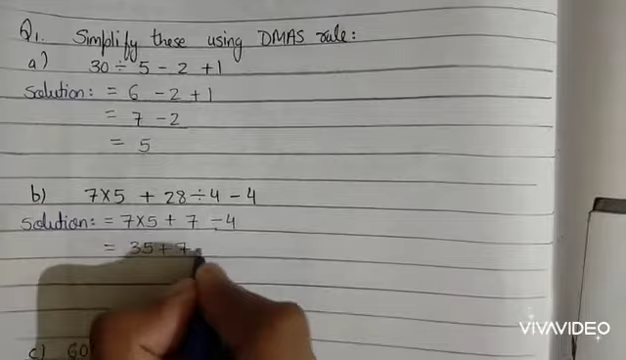 Q1. Simplify these using DMAS rule:
a) 30 ÷ 5 - 2 + 1
Solution: = 6 - 2 + 1
= 7 - 2
= 5
b) 7×5 + 28÷4 - 4
Solution: = 7×5 + 7 - 4
= 35 + 7
c) 60
VIVAVIDEO